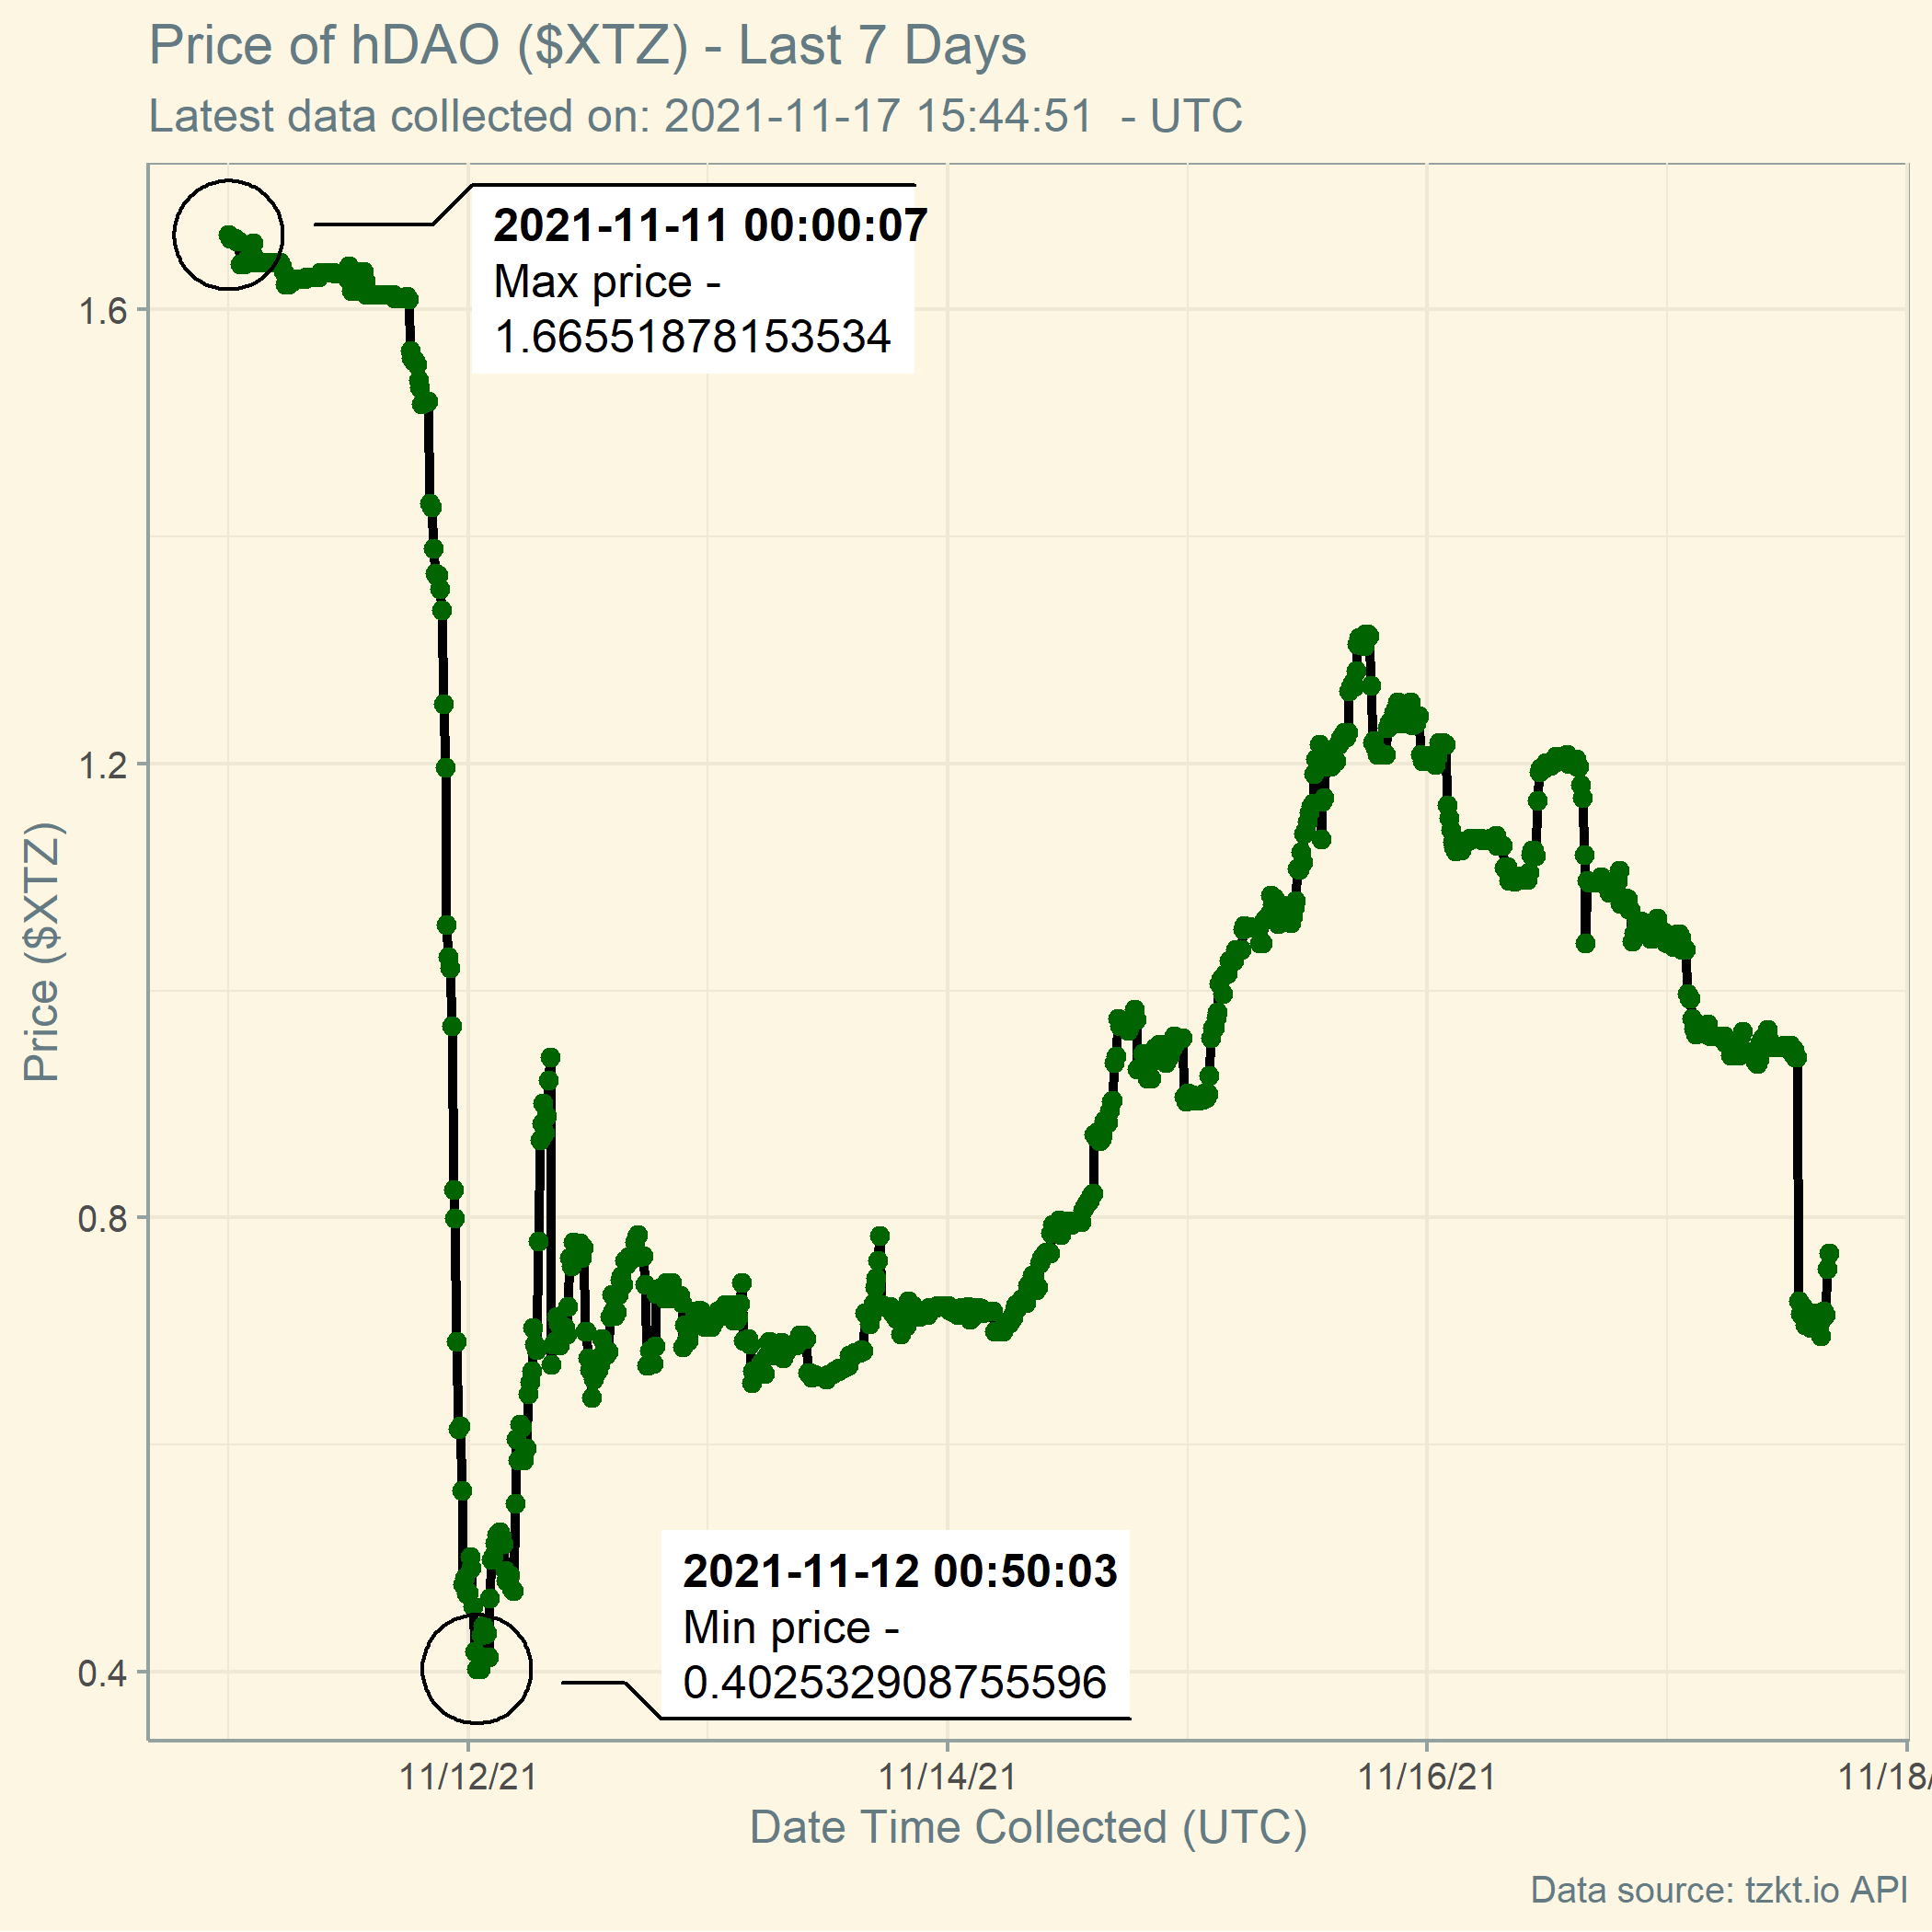 Price of hDAO ($XTZ) - Last 7 Days
Latest data collected on: 2021-11-17 15:44:51  - UTC
2021-11-11 00:00:07
Max price -
1.66551878153534
1.6
1.2
Price ($XTZ)
0.8
2021-11-12 00:50:03
Min price -
0.402532908755596
0.4
11/12/21
11/14/21
11/16/21
11/18/
Date Time Collected (UTC)
Data source: tzkt.io API